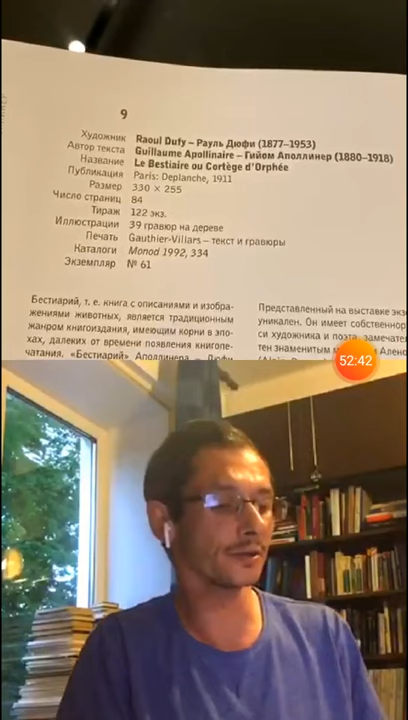 9
Художник Raoul Dufy – Рауль Дюфи (1877–1953)
Автор текста Guillaume Apollinaire – Гийом Аполлинер (1880–1918)
Название Le Bestiaire ou Cortège d'Orphée
Публикация Paris: Deplanche, 1911
Размер 330 × 255
Число страниц 84
Тираж 122 экз.
Иллюстрации 39 гравюр на дереве
Печать Gauthier-Villars – текст и гравюры
Каталоги Monod 1992, 334
Экземпляр № 61
Бестиарий, т. е. книга с описаниями и изобра-
жениями животных, является традиционным
жанром книгоиздания, имеющим корни в эпо-
хах, далеких от времени появления книгопе-
чатания. «Бестиарий» Аполлинера – Дюфи
Представленный на выставке экз
уникален. Он имеет собственнор
си художника и поэта, замечател
тен знаменитым
52:42